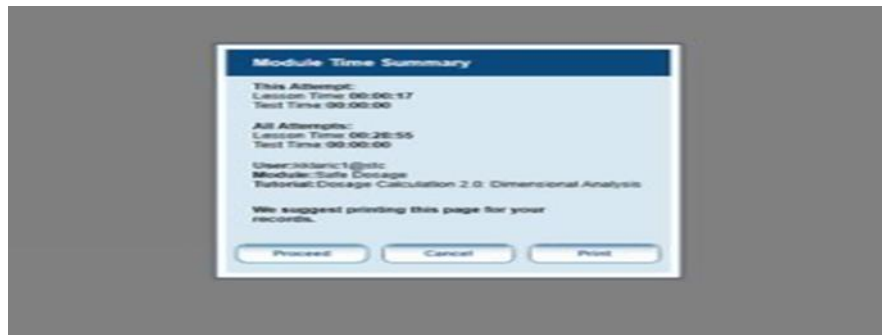 Module Time Summary
This Attempt:
Lesson Time 00:00:17
Test Time 00:00:00
All Attempts:
Lesson Time 00:28:55
Test Time 00:00:00
User:
Module: Safe Dosage
Tutorial: Dosage Calculation 2.0: Dimensional Analysis
We suggest printing this page for your
records.
Proceed Cancel Print